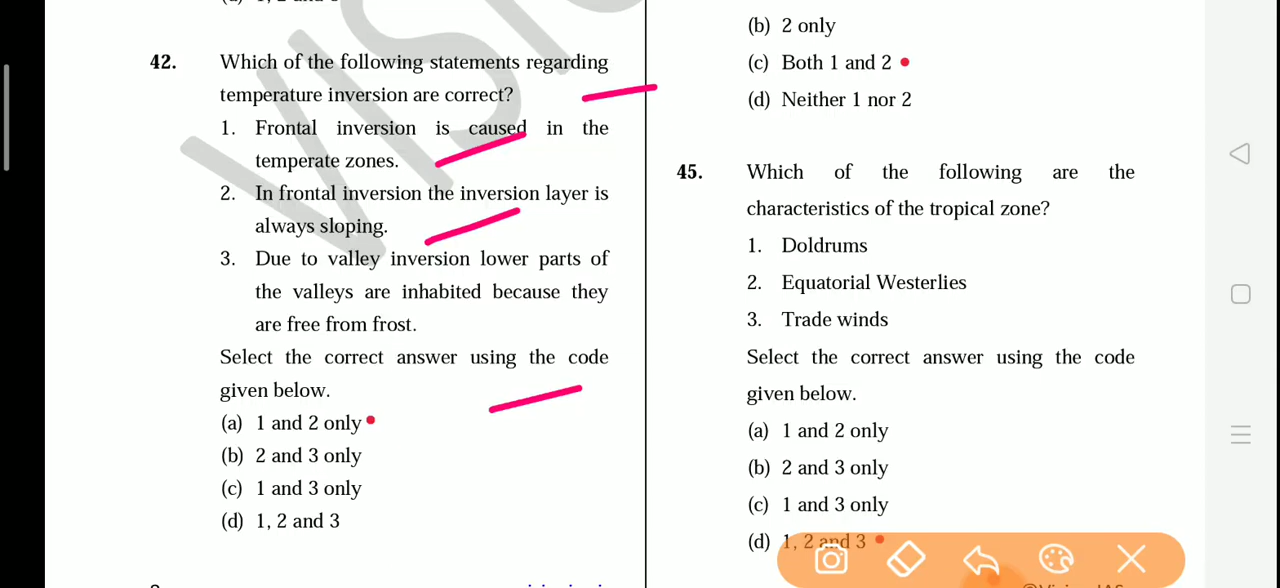 42. Which of the following statements regarding
temperature inversion are correct?
1. Frontal inversion is caused in the
temperate zones.
2. In frontal inversion the inversion layer is
always sloping.
3. Due to valley inversion lower parts of
the valleys are inhabited because they
are free from frost.
Select the correct answer using the code
given below.
(a) 1 and 2 only
(b) 2 and 3 only
(c) 1 and 3 only
(d) 1, 2 and 3
(b) 2 only
(c) Both 1 and 2
(d) Neither 1 nor 2
45. Which of the following are the
characteristics of the tropical zone?
1. Doldrums
2. Equatorial Westerlies
3. Trade winds
Select the correct answer using the code
given below.
(a) 1 and 2 only
(b) 2 and 3 only
(c) 1 and 3 only
(d) 1, 2 and 3